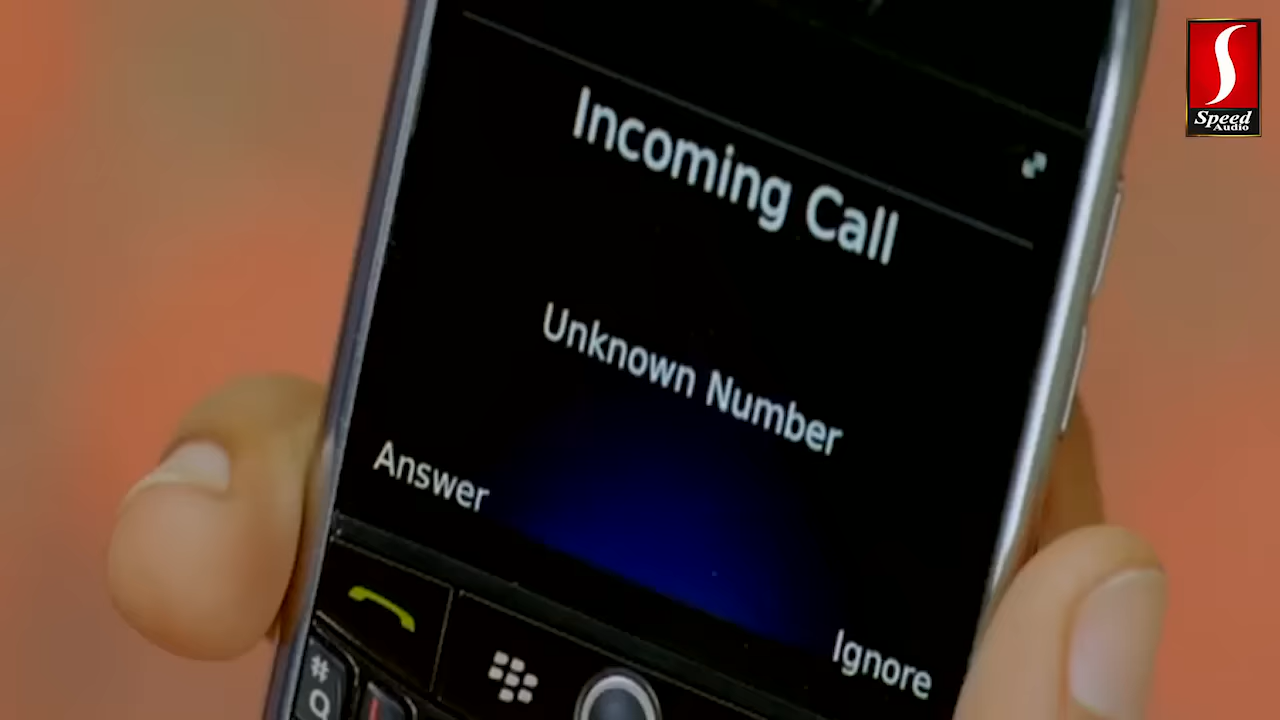 Incoming Call
Unknown Number
Answer
Ignore
#
Q
S
Speed
Audio